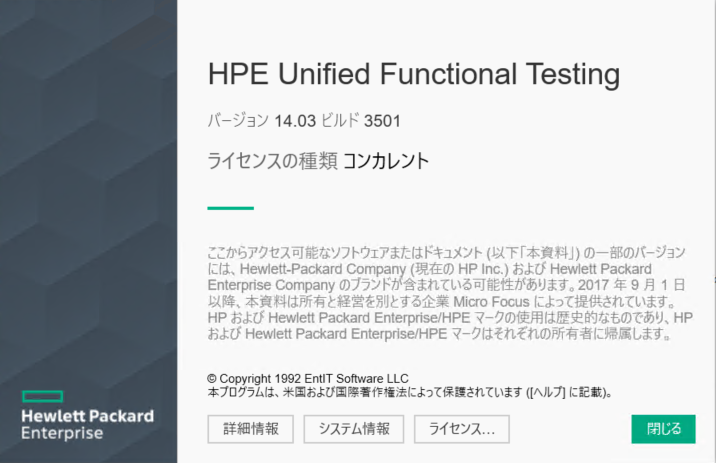 HPE Unified Functional Testing
バージョン 14.03 ビルド 3501
ライセンスの種類 コンカレント
ここからアクセス可能なソフトウェアまたはドキュメント (以下「本資料」) の一部のバージョン
には、Hewlett-Packard Company (現在の HP Inc.) および Hewlett Packard
Enterprise Company のブランドが含まれている可能性があります。2017 年 9 月 1 日
以降、本資料は所有と経営を別とする企業 Micro Focus によって提供されています。
HP および Hewlett Packard Enterprise/HPE マークの使用は歴史的なものであり、HP
および Hewlett Packard Enterprise/HPE マークはそれぞれの所有者に帰属します。
© Copyright 1992 EntIT Software LLC
本プログラムは、米国および国際著作権法によって保護されています ([ヘルプ] に記載)。
Hewlett Packard
Enterprise
詳細情報 システム情報 ライセンス... 閉じる